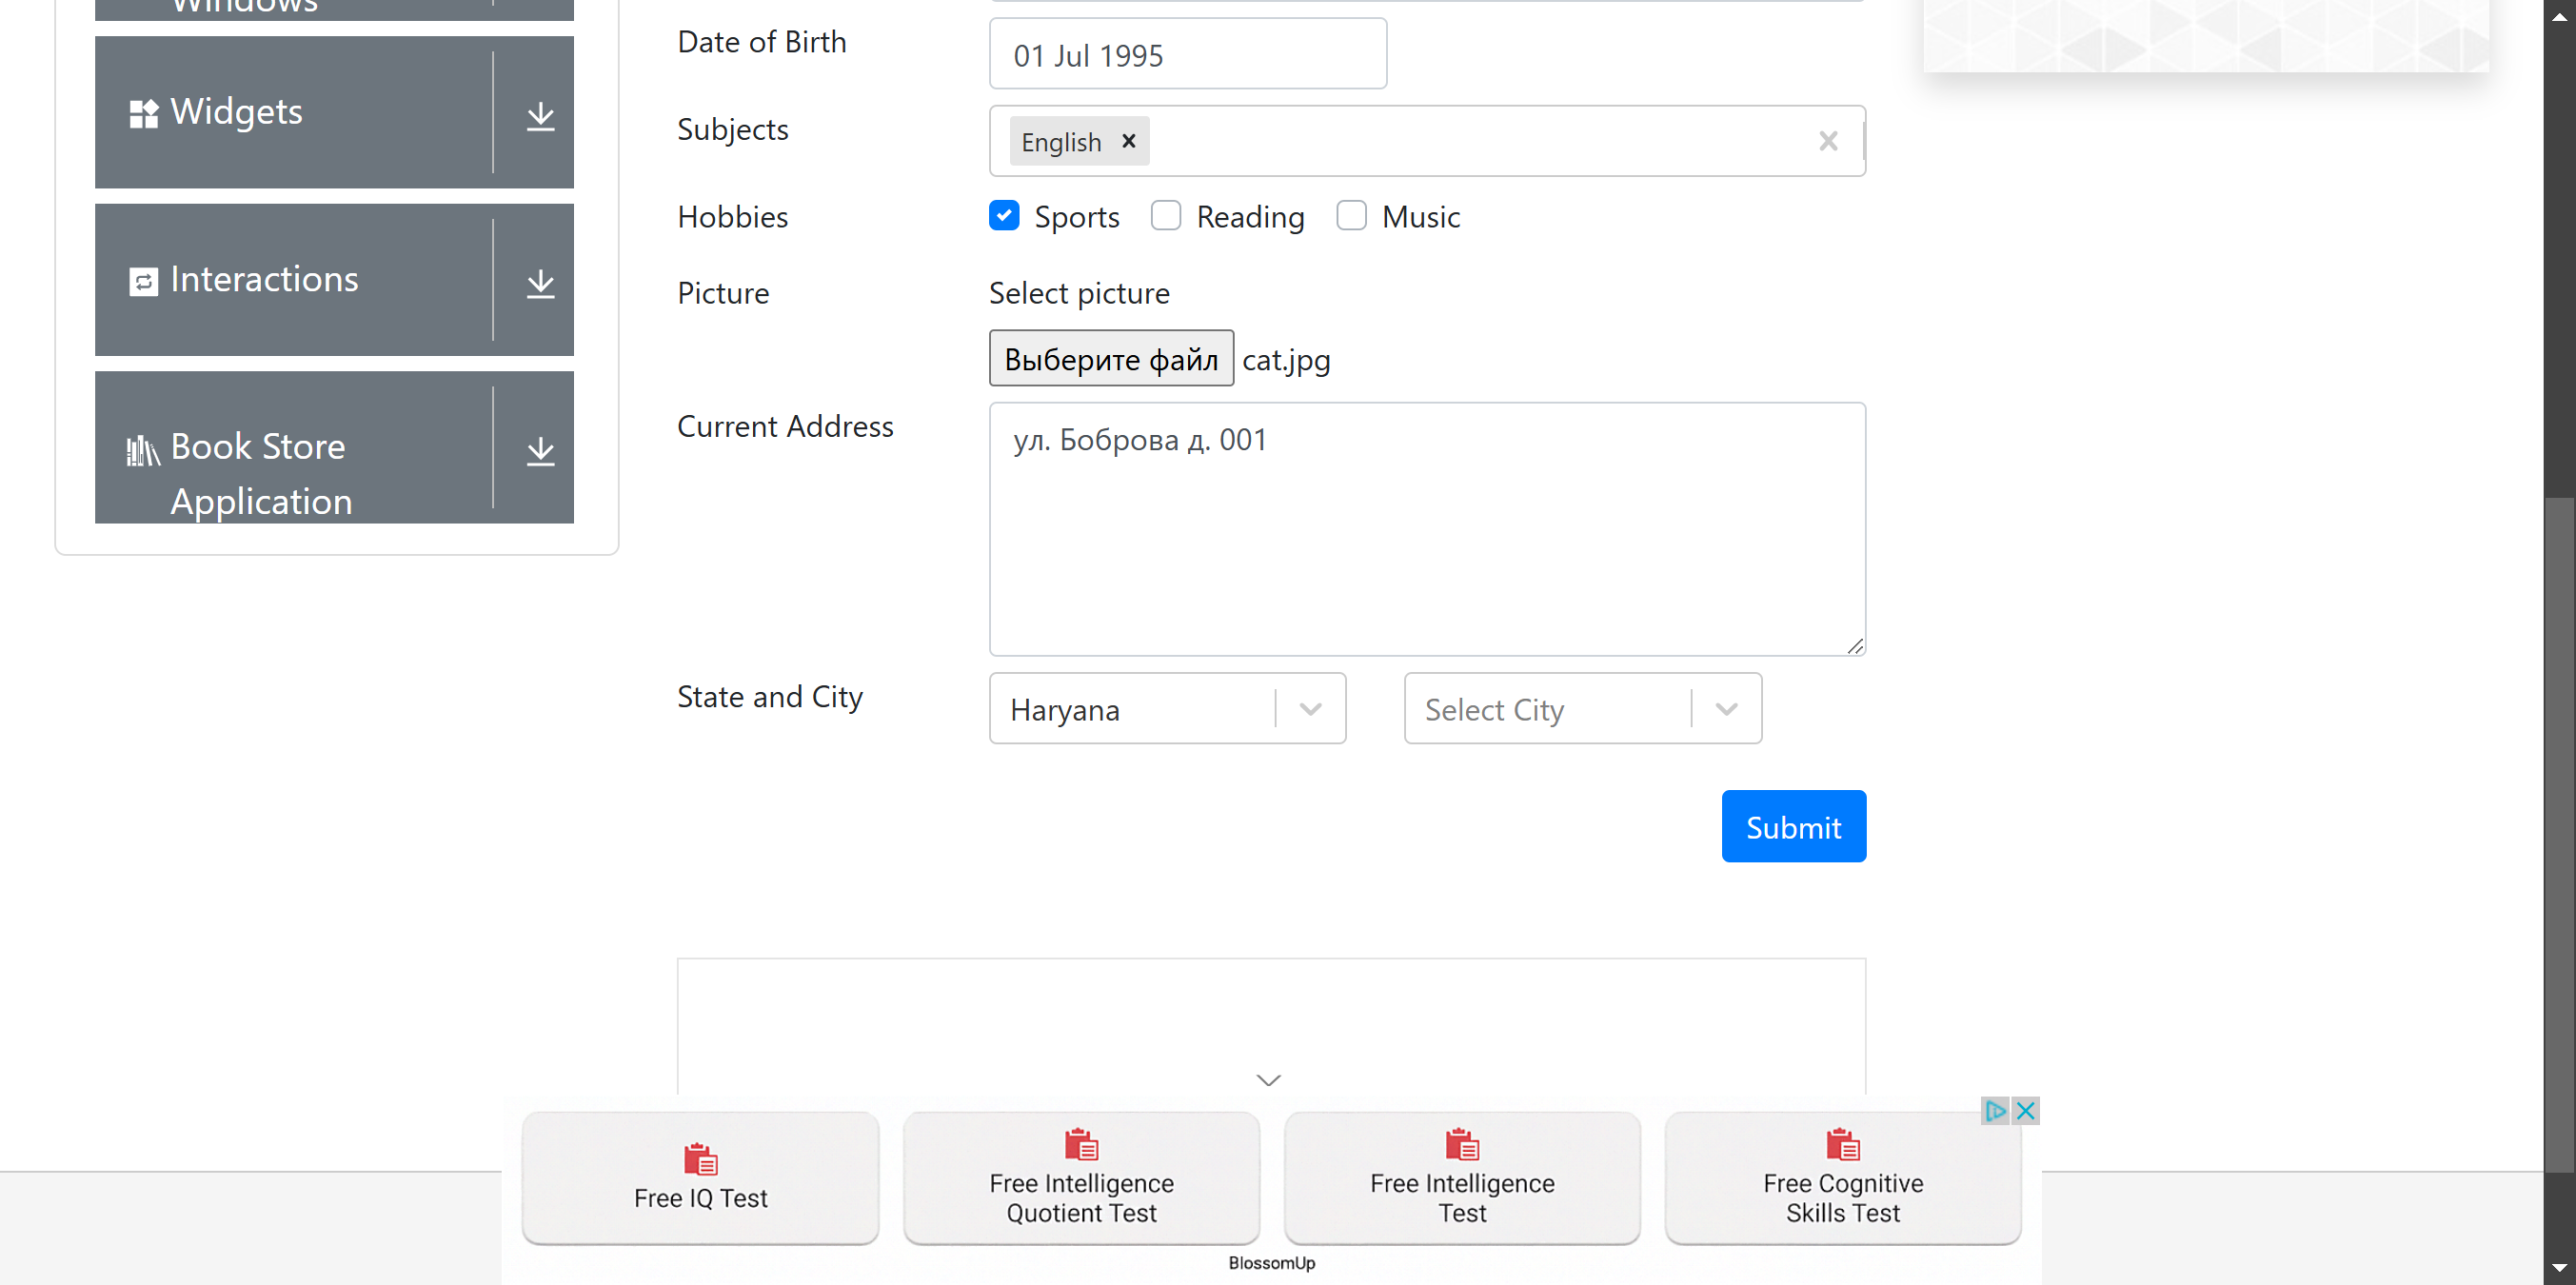 Windows
Widgets
Interactions
Book Store
Application
Date of Birth
01 Jul 1995
Subjects
English
Hobbies
Sports
Reading
Music
Picture
Select picture
Выберите файл cat.jpg
Current Address
ул. Боброва д. 001
State and City
Haryana
Select City
Submit
Free IQ Test
Free Intelligence
Quotient Test
Free Intelligence
Test
Free Cognitive
Skills Test
BlossomUp